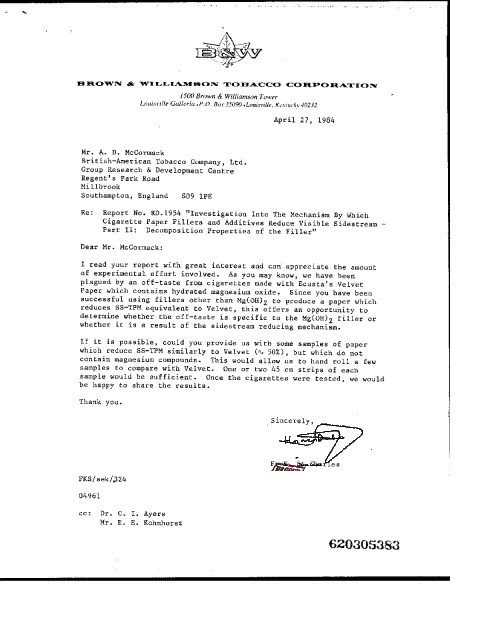 B&W
BROWN & WILLIAMSON TOBACCO CORPORATION
1500 Brown & Williamson Tower
Louisville Galleria • P.O. Box 35090 • Louisville, Kentucky 40232
April 27, 1984
Mr. A. D. McCormack
British-American Tobacco Company, Ltd.
Group Research & Development Centre
Regent's Park Road
Millbrook
Southampton, England S09 1PE
Re: Report No. RD.1954 "Investigation Into The Mechanism By Which
Cigarette Paper Fillers and Additives Reduce Visible Sidestream -
Part II: Decomposition Properties of the Filler"
Dear Mr. McCormack:
I read your report with great interest and can appreciate the amount
of experimental effort involved. As you may know, we have been
plagued by an off-taste from cigarettes made with Ecusta's Velvet
Paper which contains hydrated magnesium oxide. Since you have been
successful using fillers other than Mg(OH)2 to produce a paper which
reduces SS-TPM equivalent to Velvet, this offers an opportunity to
determine whether the off-taste is specific to the Mg(OH)2 filler or
whether it is a result of the sidestream reducing mechanism.
If it is possible, could you provide us with some samples of paper
which reduce SS-TPM similarly to Velvet (~ 50%), but which do not
contain magnesium compounds. This would allow us to hand roll a few
samples to compare with Velvet. One or two 45 cm strips of each
sample would be sufficient. Once the cigarettes were tested, we would
be happy to share the results.
Thank you.
Sincerely,
FKS/sek/324
04961
cc: Dr. C. I. Ayers
Mr. E. E. Kohnhorst
620305383